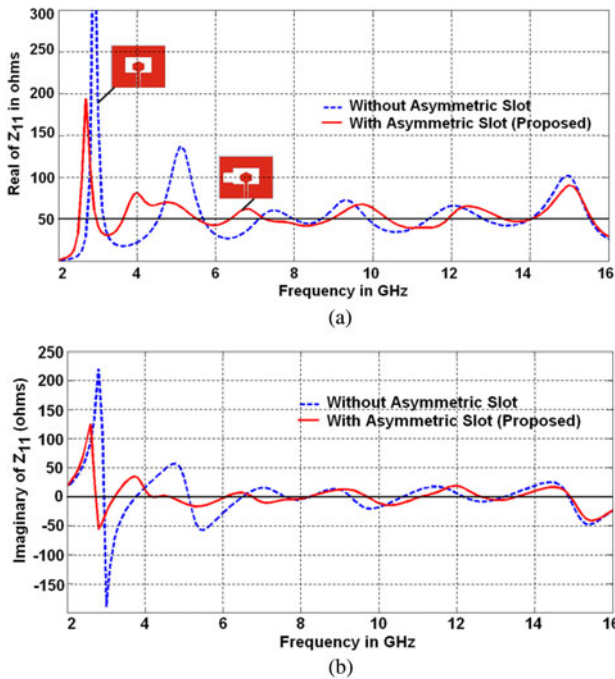 300
250
200
150
100
50
Real of Z11 in ohms
Without Asymmetric Slot
With Asymmetric Slot (Proposed)
2 4 6 8 10 12 14 16
Frequency in GHz
(a)
250
200
150
100
50
0
-50
-100
-150
Imaginary of Z11 (ohms)
Without Asymmetric Slot
With Asymmetric Slot (Proposed)
2 4 6 8 10 12 14 16
Frequency in GHz
(b)